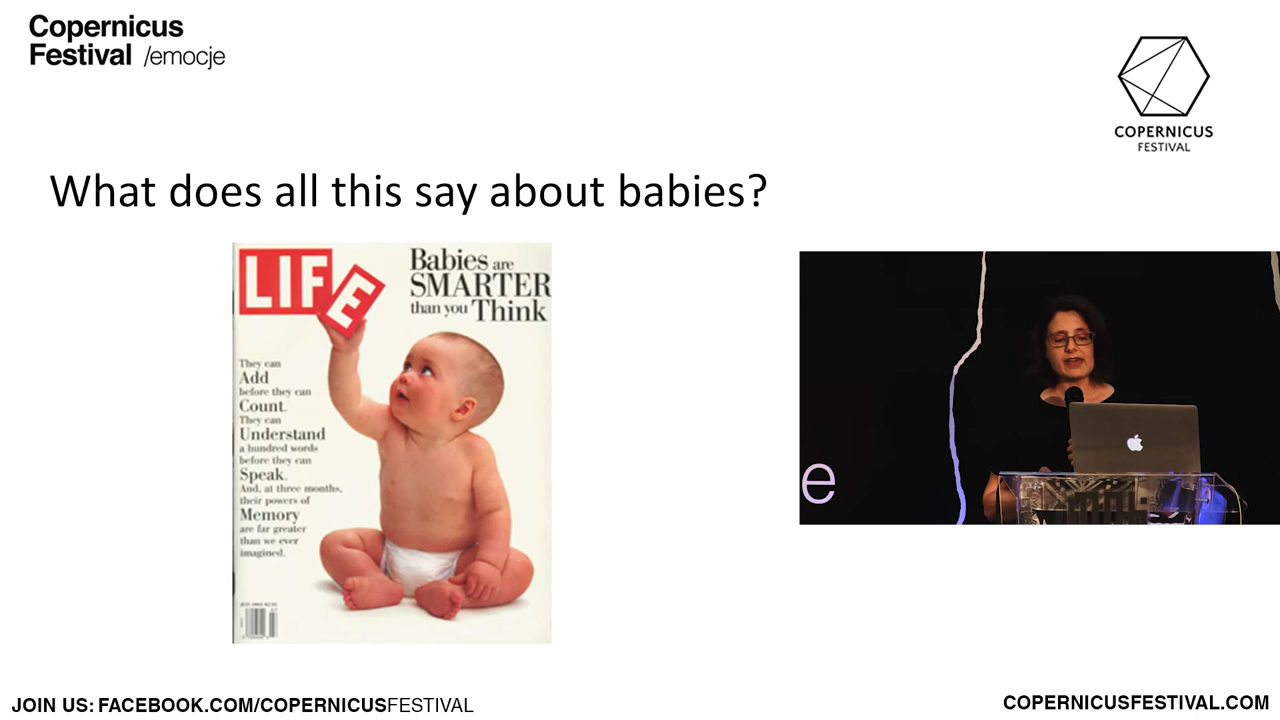 Copernicus
Festival /emocje
COPERNICUS
FESTIVAL
What does all this say about babies?
LIFE
Babies are
SMARTER
than you Think
They can
Add
before they can
Count.
They can
Understand
a hundred words
before they can
Speak.
And, at three months,
their powers of
Memory
are far greater
than we ever
imagined.
e
JOIN US: FACEBOOK.COM/COPERNICUSFESTIVAL
COPERNICUSFESTIVAL.COM